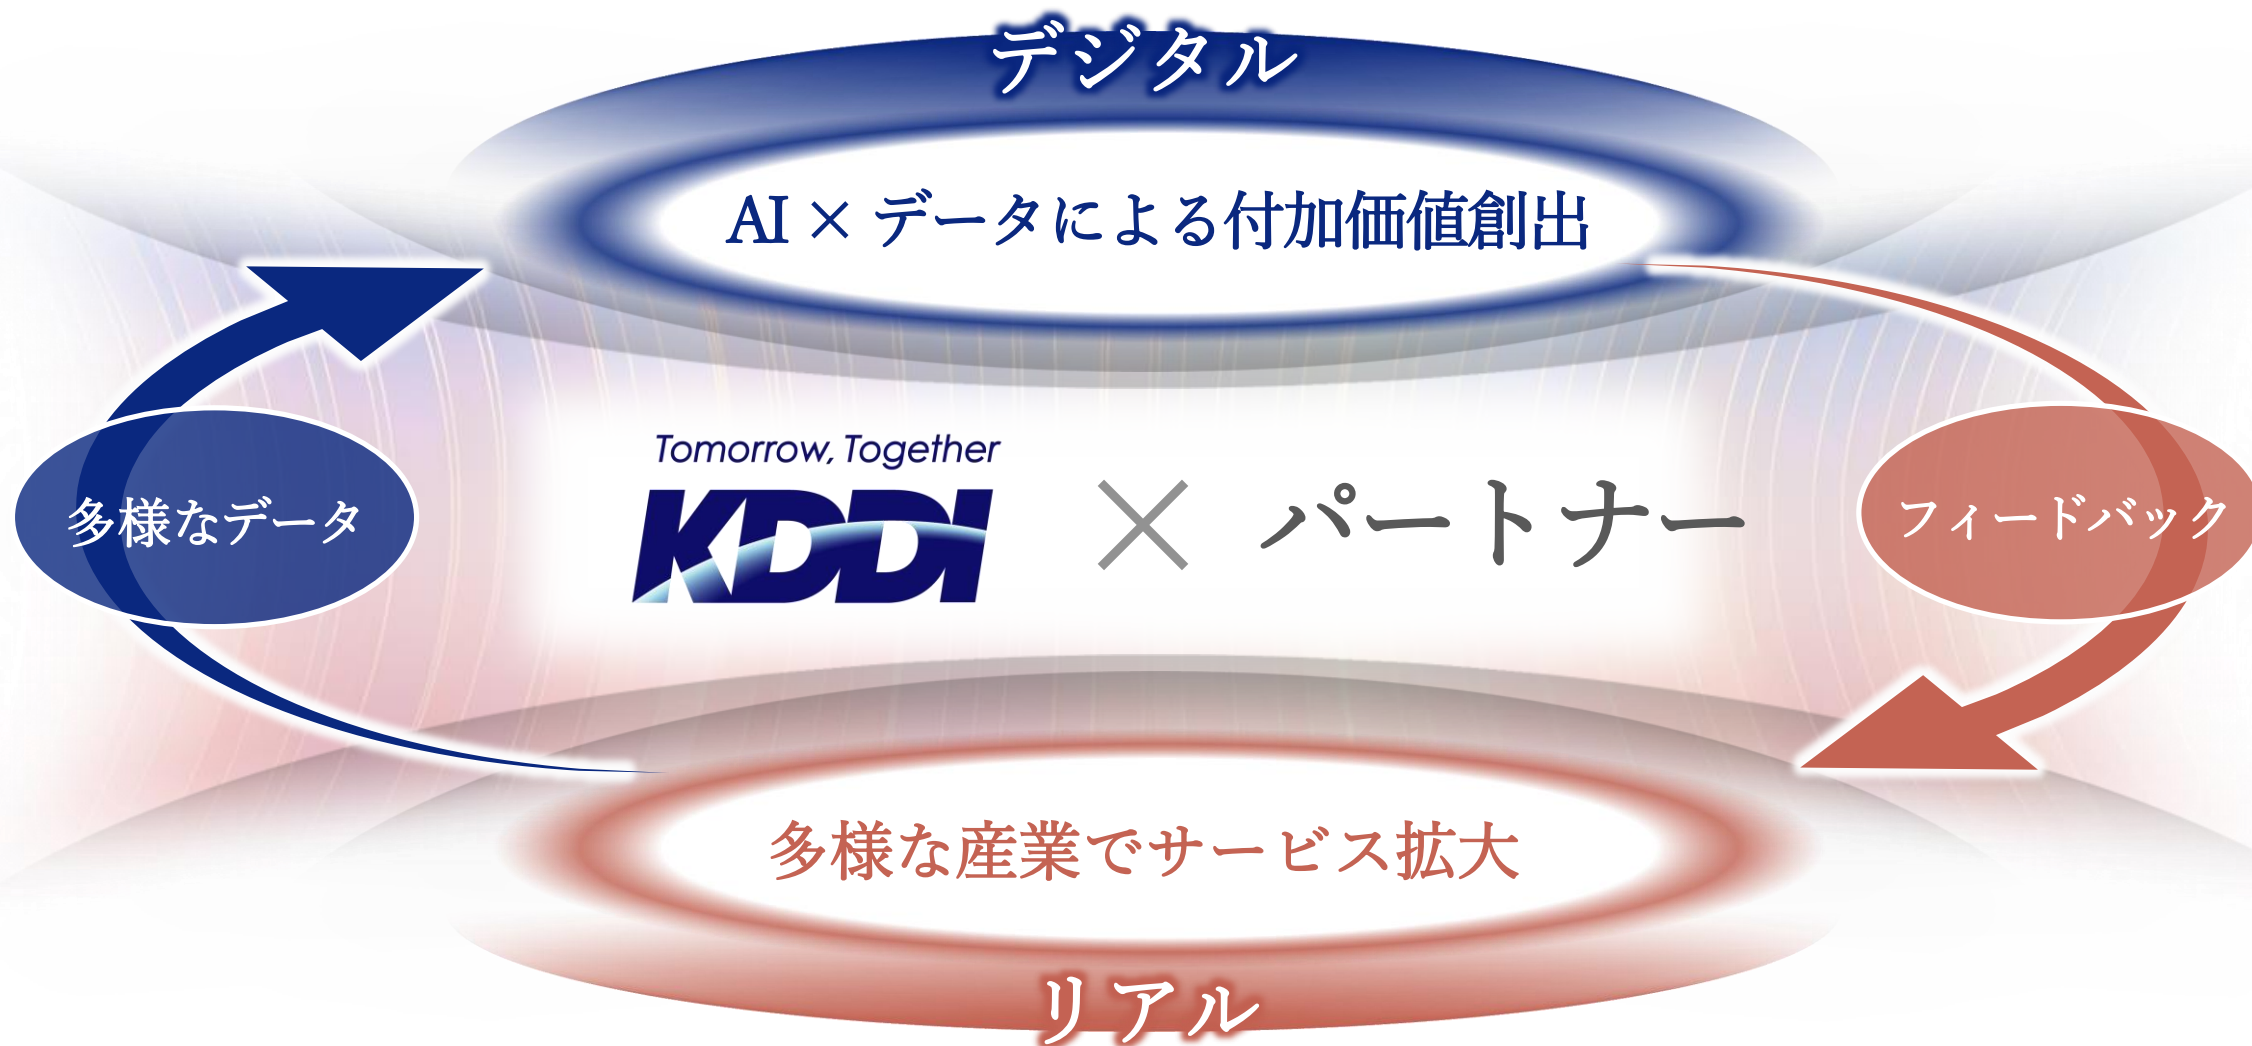 デジタル
AI × データによる付加価値創出
Tomorrow, Together
KDDI × パートナー
多様なデータ
フィードバック
多様な産業でサービス拡大
リアル